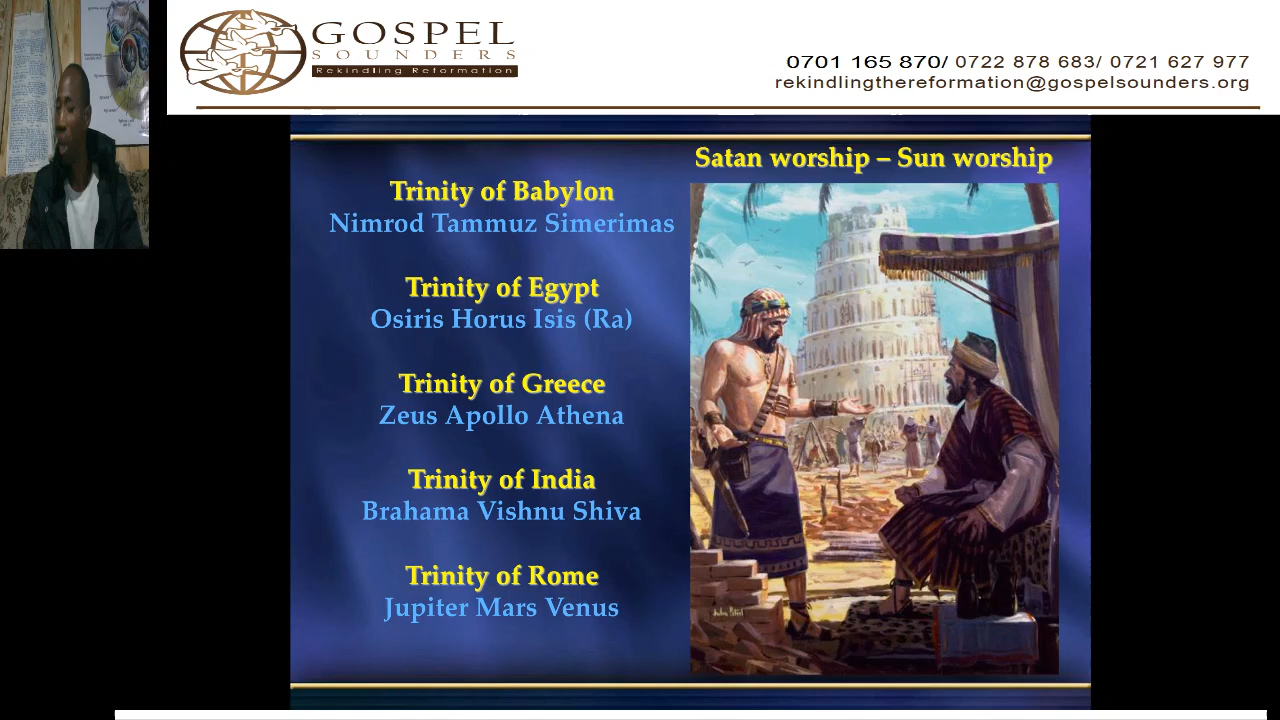 GOSPEL
SOUNDERS
Rekindling Reformation
0701 165 870/ 0722 878 683/ 0721 627 977
rekindlingthereformation@gospelsounders.org
Satan worship – Sun worship
Trinity of Babylon
Nimrod Tammuz Simerimas
Trinity of Egypt
Osiris Horus Isis (Ra)
Trinity of Greece
Zeus Apollo Athena
Trinity of India
Brahama Vishnu Shiva
Trinity of Rome
Jupiter Mars Venus